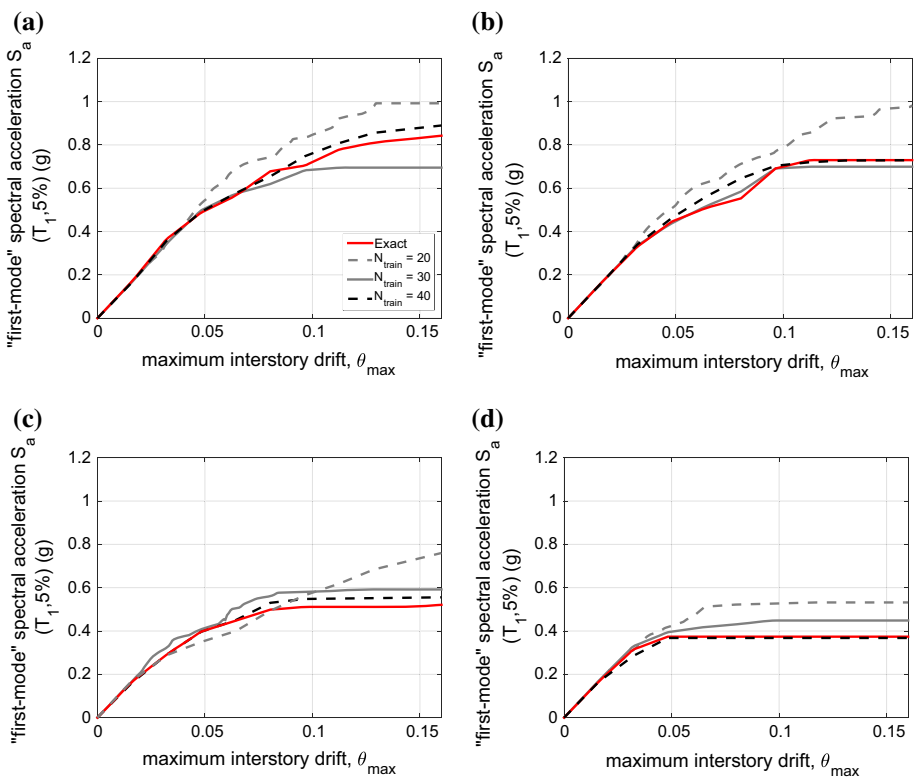 (a)
"first-mode" spectral acceleration S_a
(T_1,5%) (g)
1.2
1
0.8
0.6
0.4
0.2
0
0
0.05
0.1
0.15
maximum interstory drift, θ_max
Exact
N_train = 20
N_train = 30
N_train = 40
(b)
"first-mode" spectral acceleration S_a
(T_1,5%) (g)
1.2
1
0.8
0.6
0.4
0.2
0
0
0.05
0.1
0.15
maximum interstory drift, θ_max
(c)
"first-mode" spectral acceleration S_a
(T_1,5%) (g)
1.2
1
0.8
0.6
0.4
0.2
0
0
0.05
0.1
0.15
maximum interstory drift, θ_max
(d)
"first-mode" spectral acceleration S_a
(T_1,5%) (g)
1.2
1
0.8
0.6
0.4
0.2
0
0
0.05
0.1
0.15
maximum interstory drift, θ_max